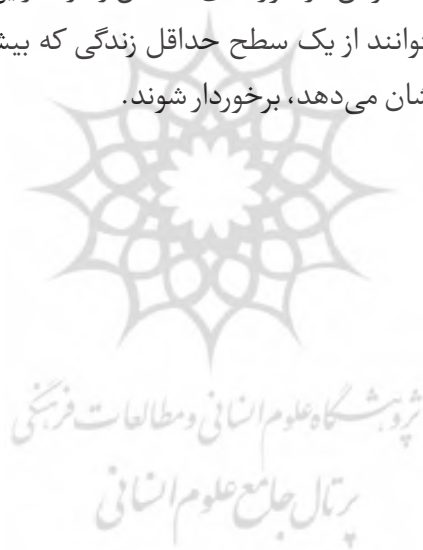 توانند از یک سطح حداقل زندگی که بیش
شان می‌دهد، برخوردار شوند.
پژوهشگاه علوم انسانی و مطالعات فرهنگی
پرتال جامع علوم انسانی